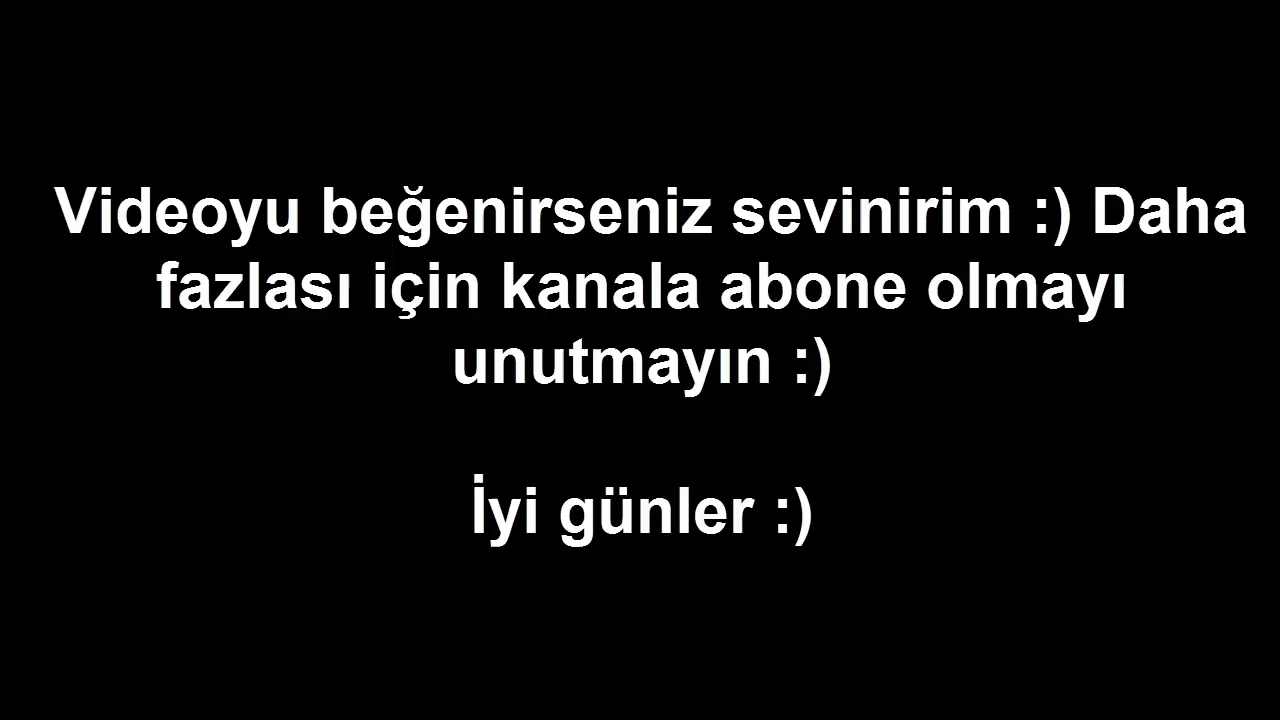 Videoyu beğenirseniz sevinirim :) Daha
fazlası için kanala abone olmayı
unutmayın :)
İyi günler :)